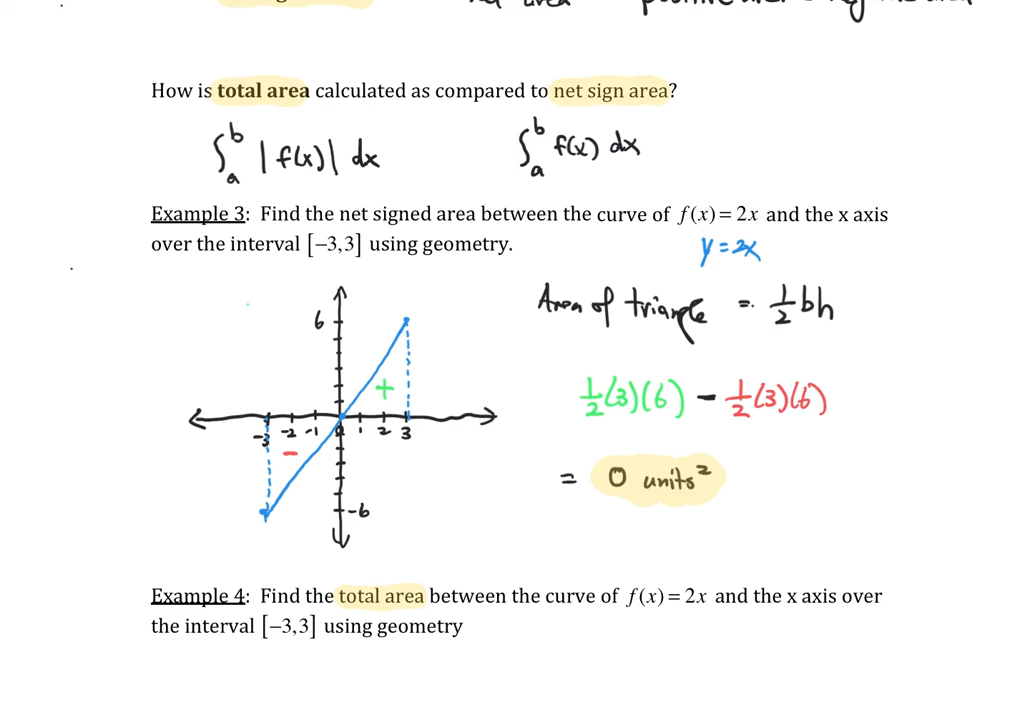 How is total area calculated as compared to net sign area?
∫ₐᵇ |f(x)| dx    ∫ₐᵇ f(x) dx
Example 3: Find the net signed area between the curve of f(x) = 2x and the x axis
over the interval [−3,3] using geometry.
y = 2x
Area of triangle = ½bh
6
+
½(3)(6) − ½(3)(6)
-3 -2 -1 0 1 2 3
−
= 0 units²
-6
Example 4: Find the total area between the curve of f(x) = 2x and the x axis over
the interval [−3,3] using geometry